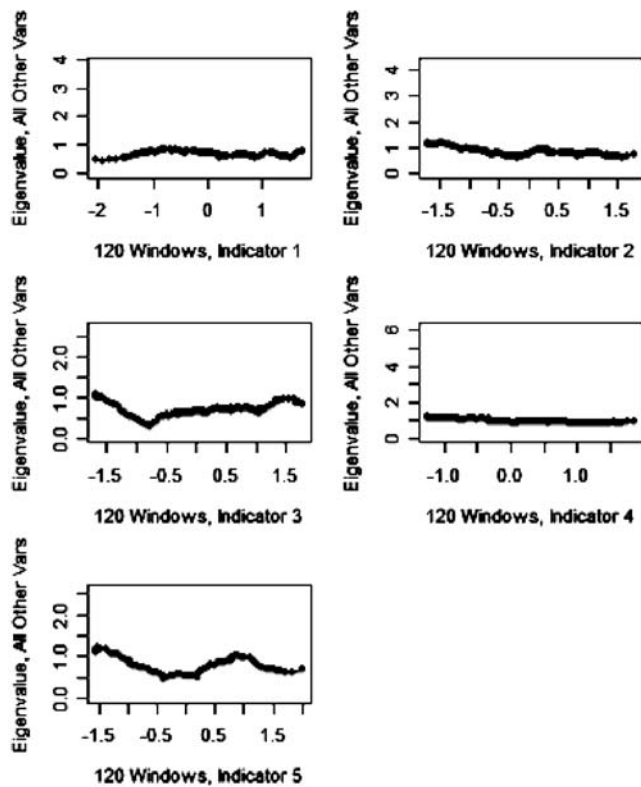 Eigenvalue, All Other Vars
4
3
2
1
0
-2 -1 0 1
120 Windows, Indicator 1
Eigenvalue, All Other Vars
4
3
2
1
0
-1.5 -0.5 0.5 1.5
120 Windows, Indicator 2
Eigenvalue, All Other Vars
2.0
1.0
0.0
-1.5 -0.5 0.5 1.5
120 Windows, Indicator 3
Eigenvalue, All Other Vars
6
4
2
0
-1.0 0.0 1.0
120 Windows, Indicator 4
Eigenvalue, All Other Vars
2.0
1.0
0.0
-1.5 -0.5 0.5 1.5
120 Windows, Indicator 5